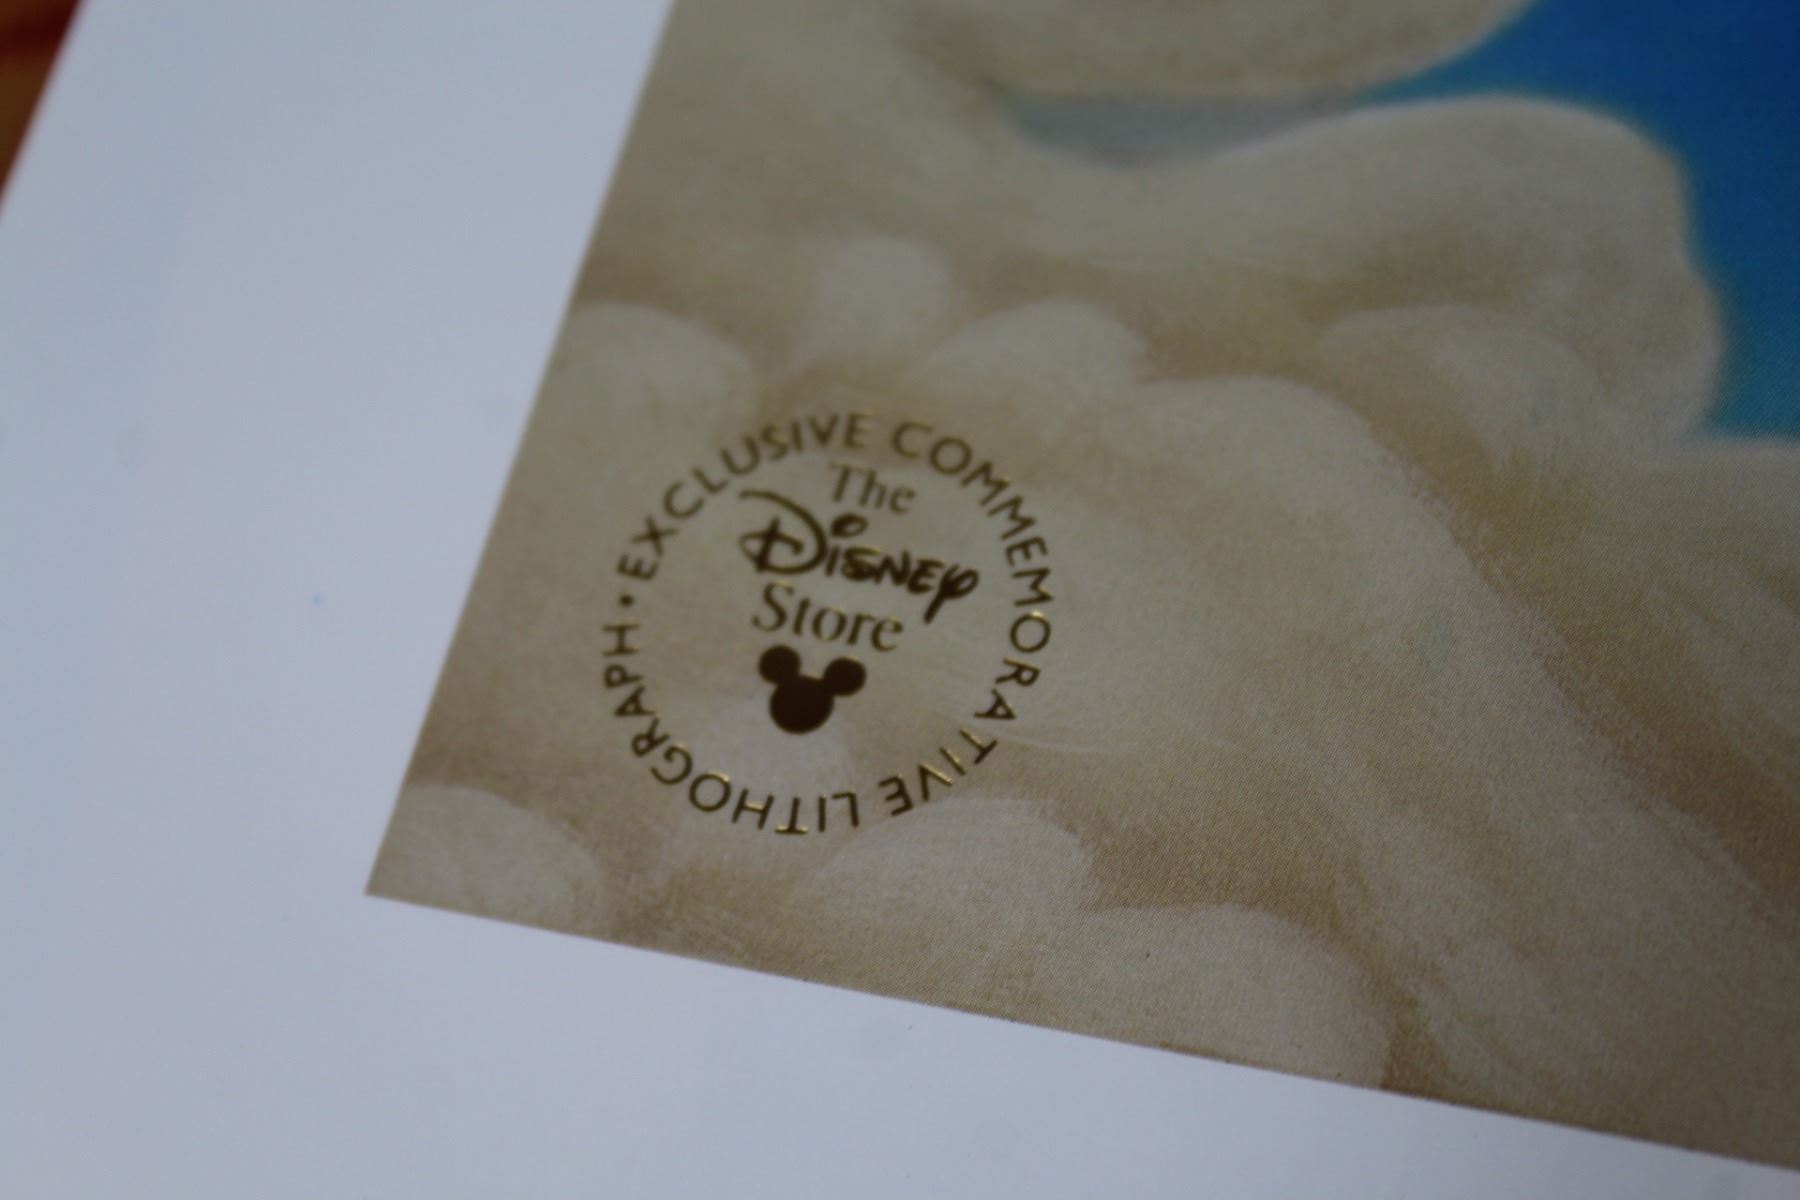 EXCLUSIVE COMMEMORATIVE LITHOGRAPH •
The
Disney
Store